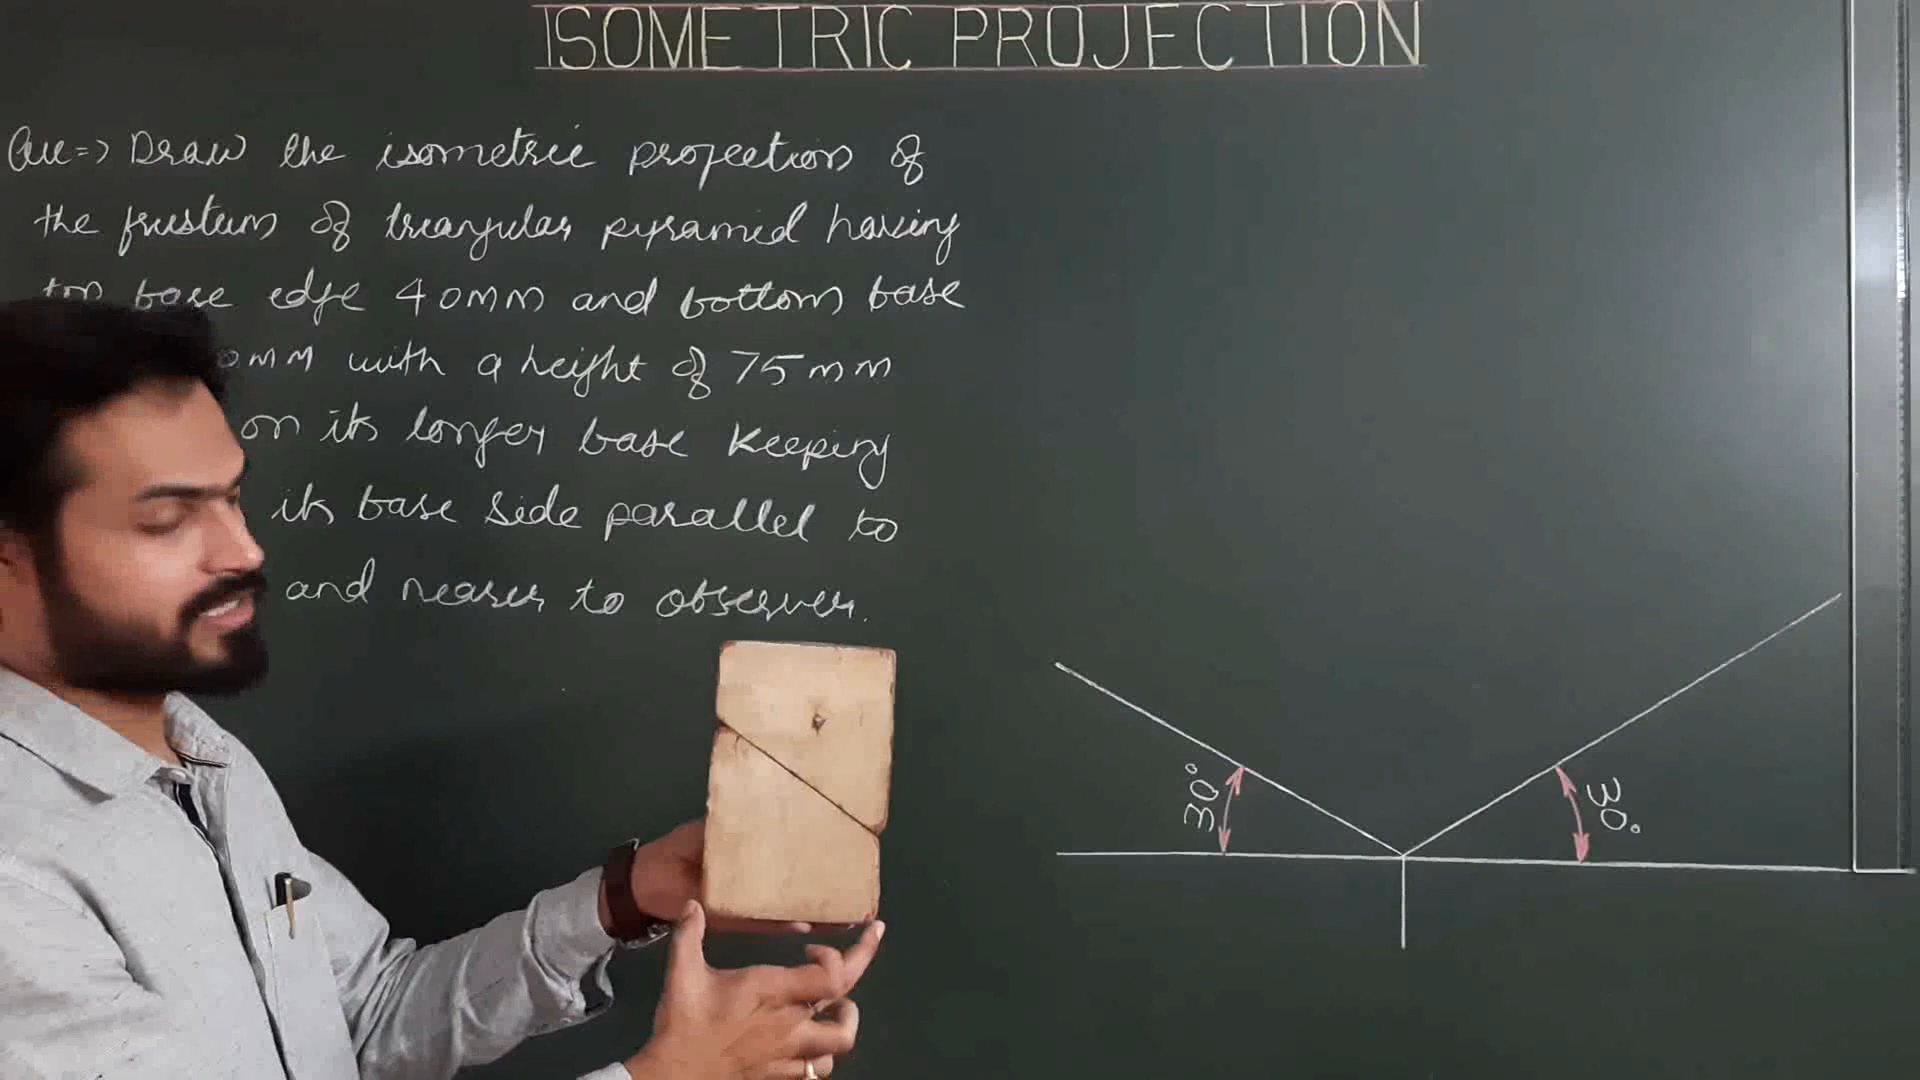 ISOMETRIC PROJECTION
Que=> Draw the isometric projection of
the frustum of triangular pyramid having
top base edge 40mm and bottom base
0mm with a height of 75mm
on its longer base keeping
its base side parallel to
and nearer to observer.
30°
30°